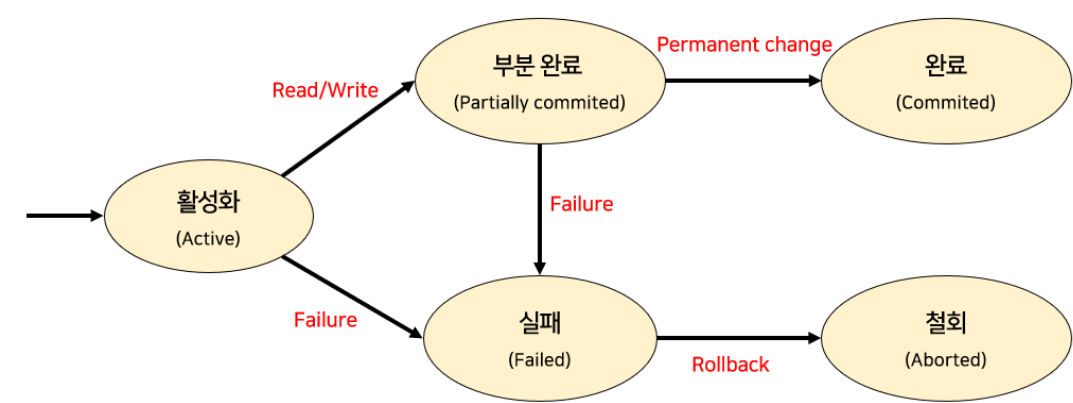 Permanent change
부분 완료
(Partially commited)
완료
(Commited)
Read/Write
활성화
(Active)
Failure
Failure
실패
(Failed)
철회
(Aborted)
Rollback